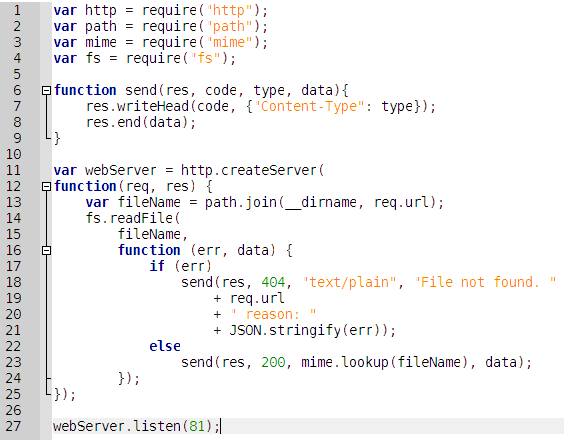 1 var http = require("http");
2 var path = require("path");
3 var mime = require("mime");
4 var fs = require("fs");
5
6 function send(res, code, type, data){
7     res.writeHead(code, {"Content-Type": type});
8     res.end(data);
9 }
10
11 var webServer = http.createServer(
12 function(req, res) {
13     var fileName = path.join(__dirname, req.url);
14     fs.readFile(
15         fileName,
16         function (err, data) {
17             if (err)
18                 send(res, 404, "text/plain", "File not found. "
19                     + req.url
20                     + " reason: "
21                     + JSON.stringify(err));
22             else
23                 send(res, 200, mime.lookup(fileName), data);
24         });
25 });
26
27 webServer.listen(81);